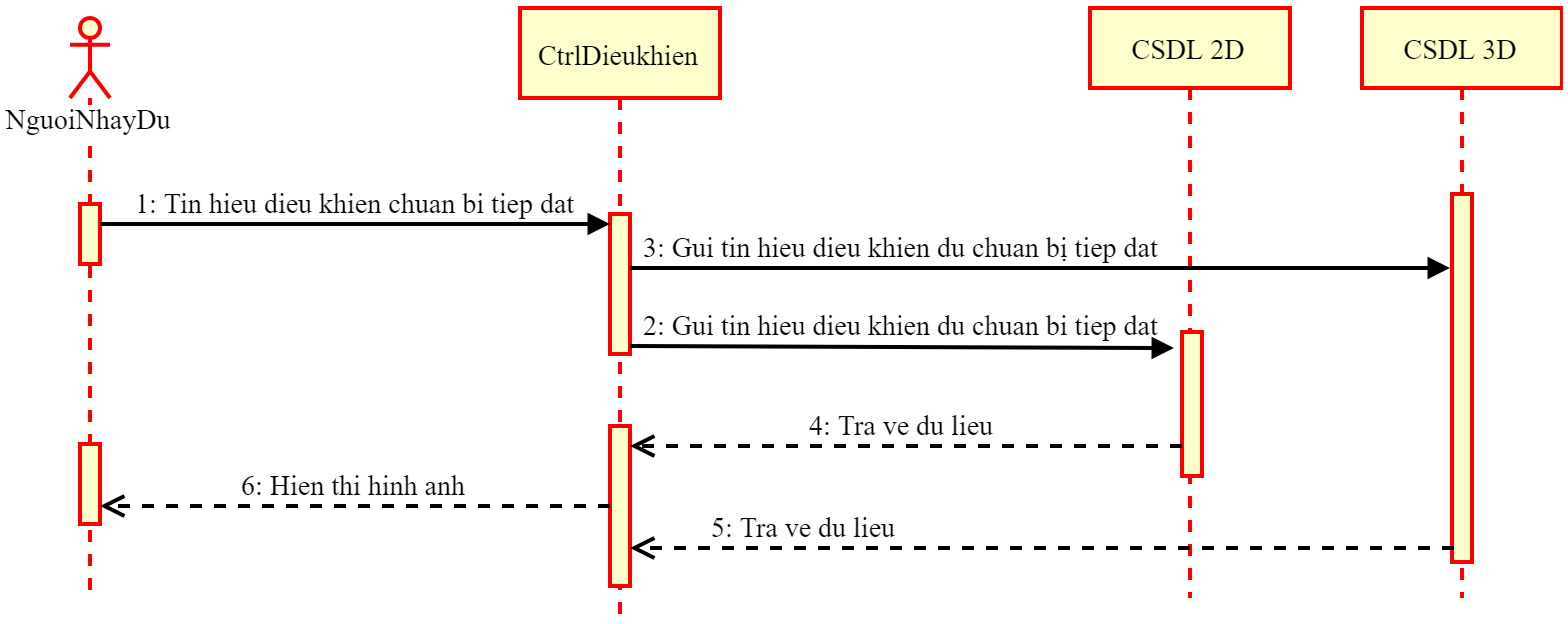 CtrlDieukhien
CSDL 2D
CSDL 3D
NguoiNhayDu
1: Tin hieu dieu khien chuan bi tiep dat
3: Gui tin hieu dieu khien du chuan bị tiep dat
2: Gui tin hieu dieu khien du chuan bi tiep dat
4: Tra ve du lieu
6: Hien thi hinh anh
5: Tra ve du lieu